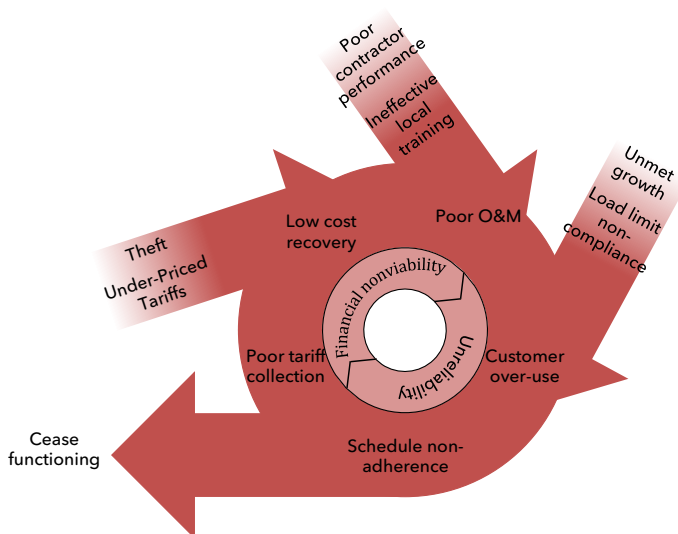 Poor
contractor
performance
Ineffective
local
training
Unmet
growth
Load limit
non-
compliance
Theft
Under-Priced
Tariffs
Low cost
recovery
Poor O&M
Financial nonviability
Unreliability
Poor tariff
collection
Customer
over-use
Schedule non-
adherence
Cease
functioning